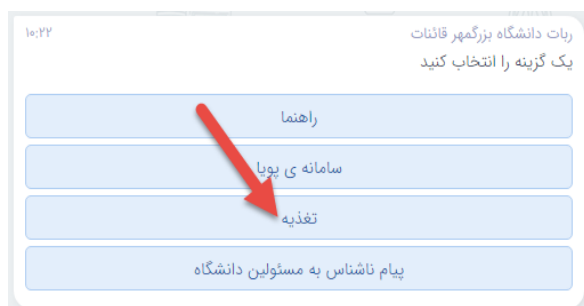 ربات دانشگاه بزرگمهر قائنات
۱۰:۲۲
یک گزینه را انتخاب کنید
راهنما
سامانه ی پویا
تغذیه
پیام ناشناس به مسئولین دانشگاه